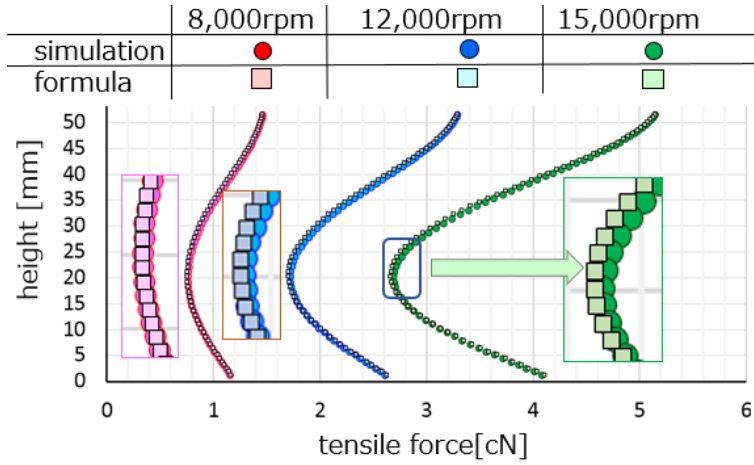 8,000rpm 12,000rpm 15,000rpm
simulation
formula
50
45
40
35
30
25
20
15
10
5
0
height [mm]
0 1 2 3 4 5 6
tensile force[cN]